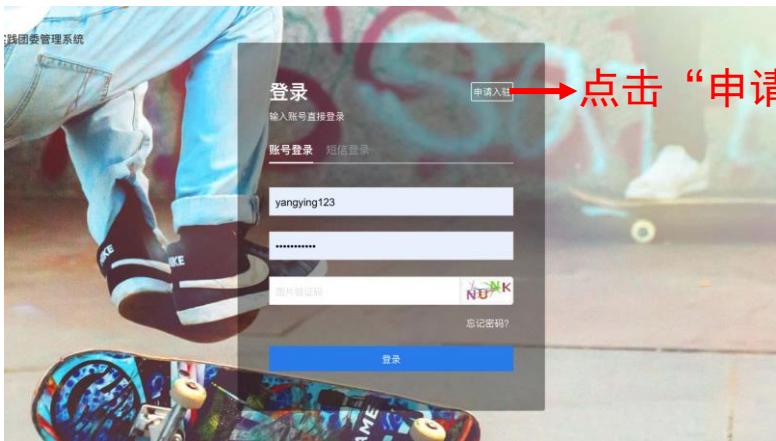 实践团委管理系统
登录
申请入驻
点击“申请
输入账号直接登录
账号登录 短信登录
yangying123
•••••••••••
图片验证码
忘记密码?
登录
NIKE